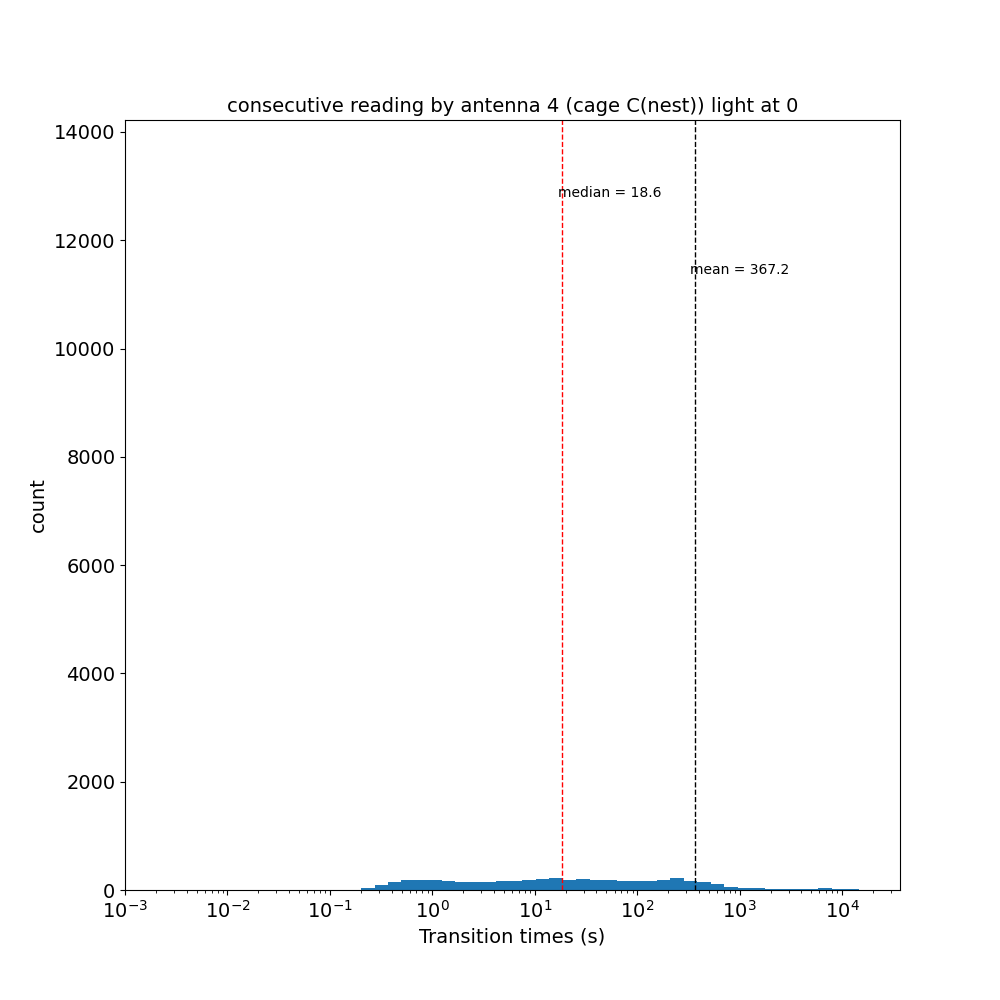 consecutive reading by antenna 4 (cage C(nest)) light at 0
14000
median = 18.6
12000
mean = 367.2
10000
8000
6000
4000
2000
0
count
10⁻³ 10⁻² 10⁻¹ 10⁰ 10¹ 10² 10³ 10⁴
Transition times (s)